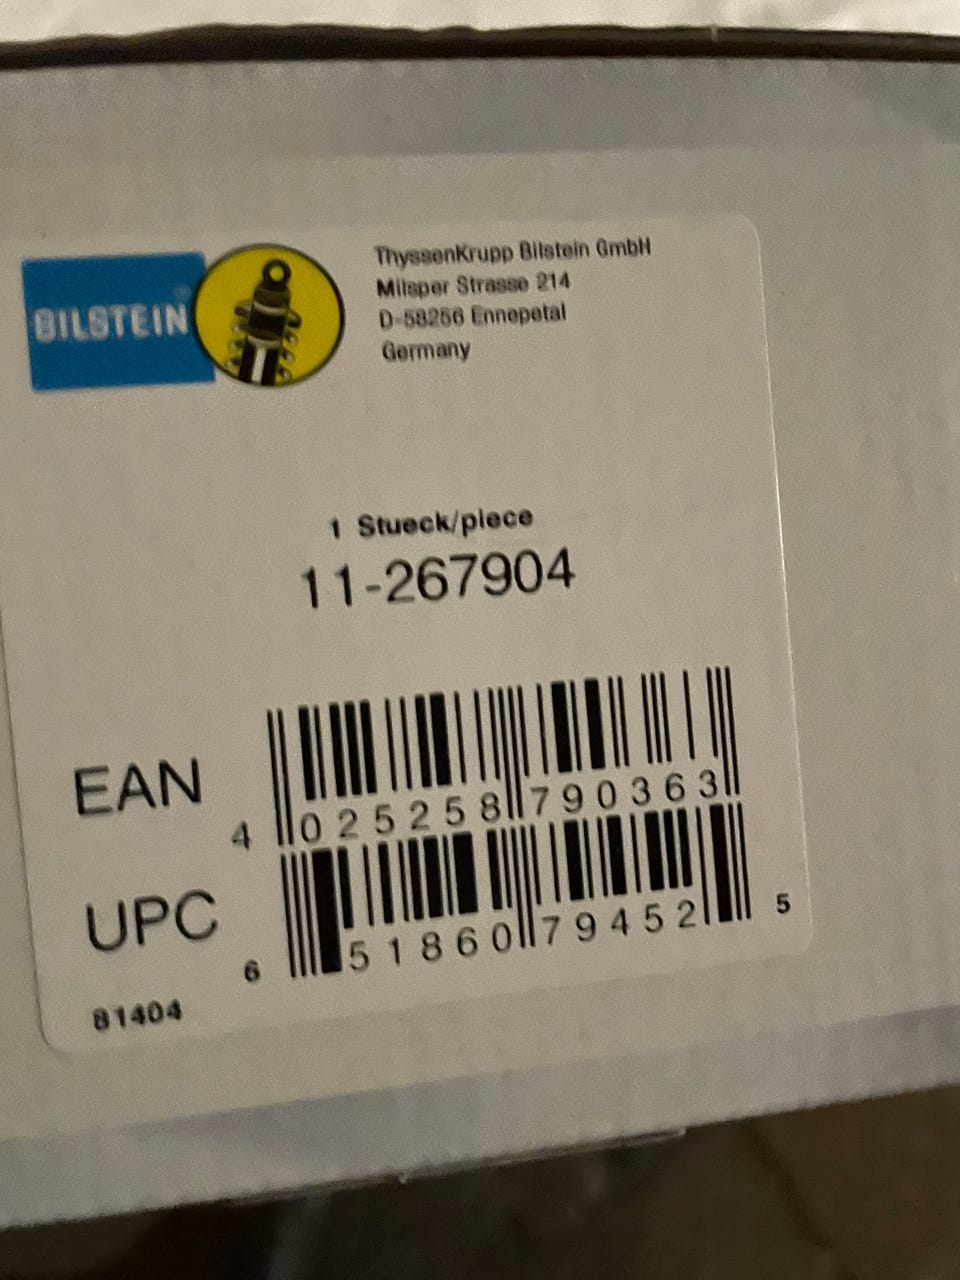 BILSTEIN®
ThyssenKrupp Bilstein GmbH
Milsper Strasse 214
D-58256 Ennepetal
Germany
1 Stueck/piece
11-267904
EAN
4 025258 790363
UPC
6 51860 79452 5
81404